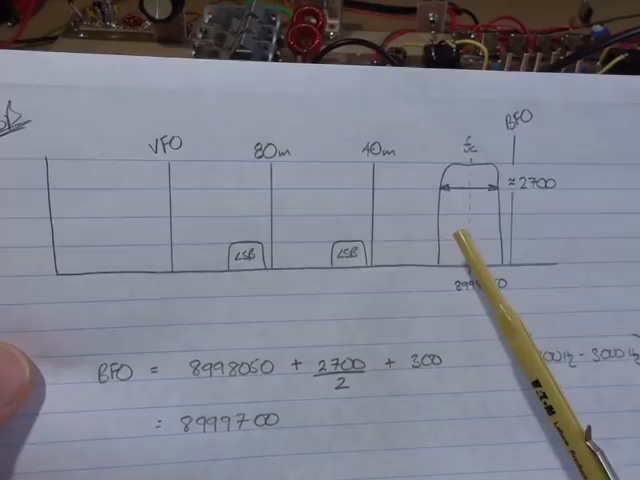 VFO 80m 40m fc BFO
≈ 2700
LSB LSB
BFO = 8998050 + 2700/2 + 300
= 8999700